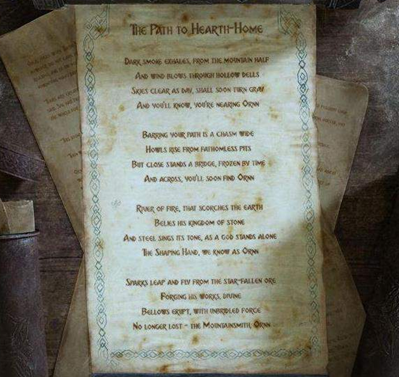 The Path to Hearth-Home
Dark smoke exhales, from the mountain half
And wind blows through hollow dells
Skies clear as day, shall soon turn gray
And you'll know, you're nearing Ornn
Barring your path is a chasm wide
Howls rise from fathomless pits
But close stands a bridge, frozen by time
And across, you'll soon find Ornn
River of fire, that scorches the earth
Belies his kingdom of stone
And steel sings its tone, as a god stands alone
The Shaping Hand, we know as Ornn
Sparks leap and fly from the star-fallen ore
Forging his works, divine
Bellows erupt, with unbridled force
No longer lost - the Mountainsmith, Ornn